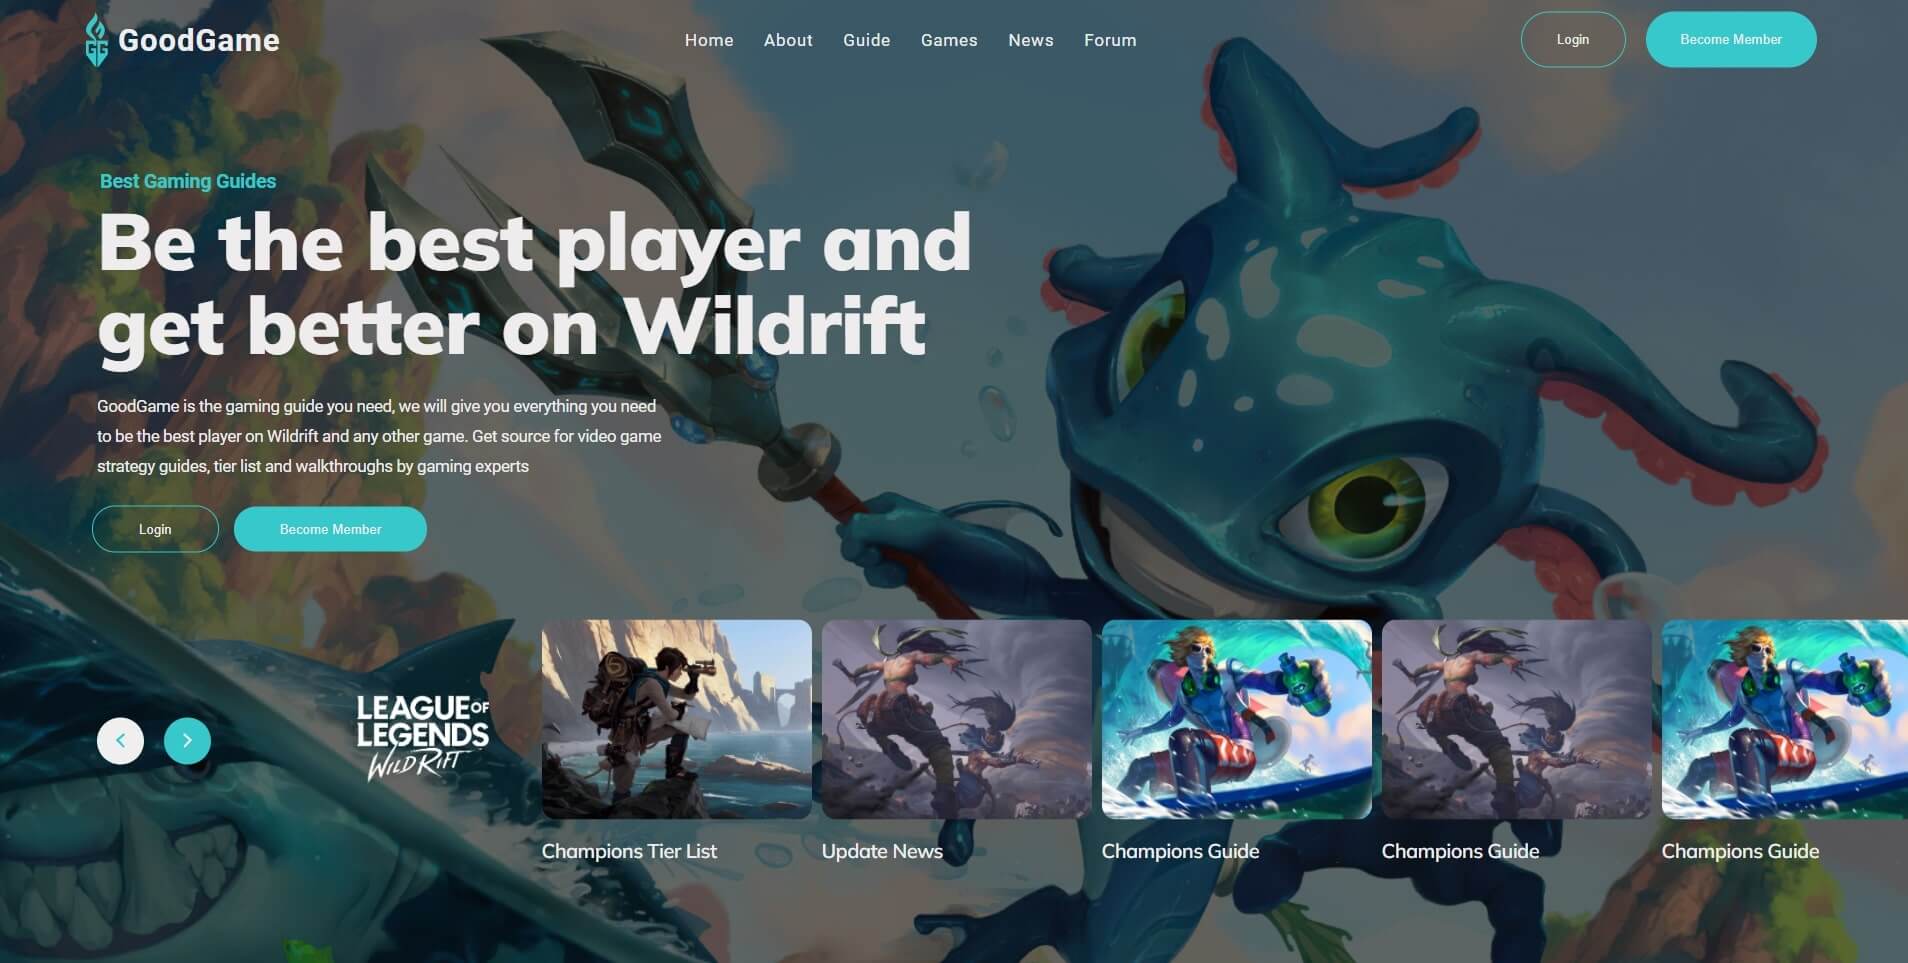 GG GoodGame
Home About Guide Games News Forum
Login Become Member
Best Gaming Guides
Be the best player and
get better on Wildrift
GoodGame is the gaming guide you need, we will give you everything you need
to be the best player on Wildrift and any other game. Get source for video game
strategy guides, tier list and walkthroughs by gaming experts
Login Become Member
LEAGUE OF
LEGENDS
WILD RIFT
Champions Tier List Update News Champions Guide Champions Guide Champions Guide